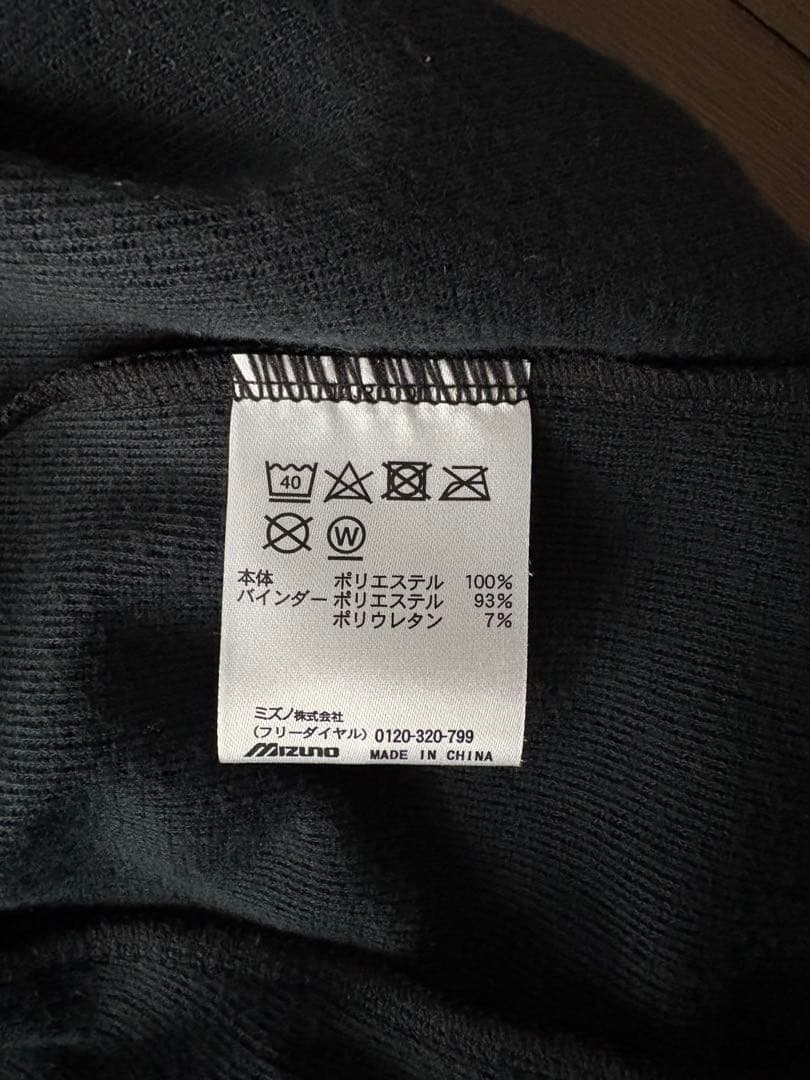 40
W
本体 ポリエステル 100%
バインダー ポリエステル 93%
ポリウレタン 7%
ミズノ株式会社
(フリーダイヤル) 0120-320-799
MIZUNO MADE IN CHINA